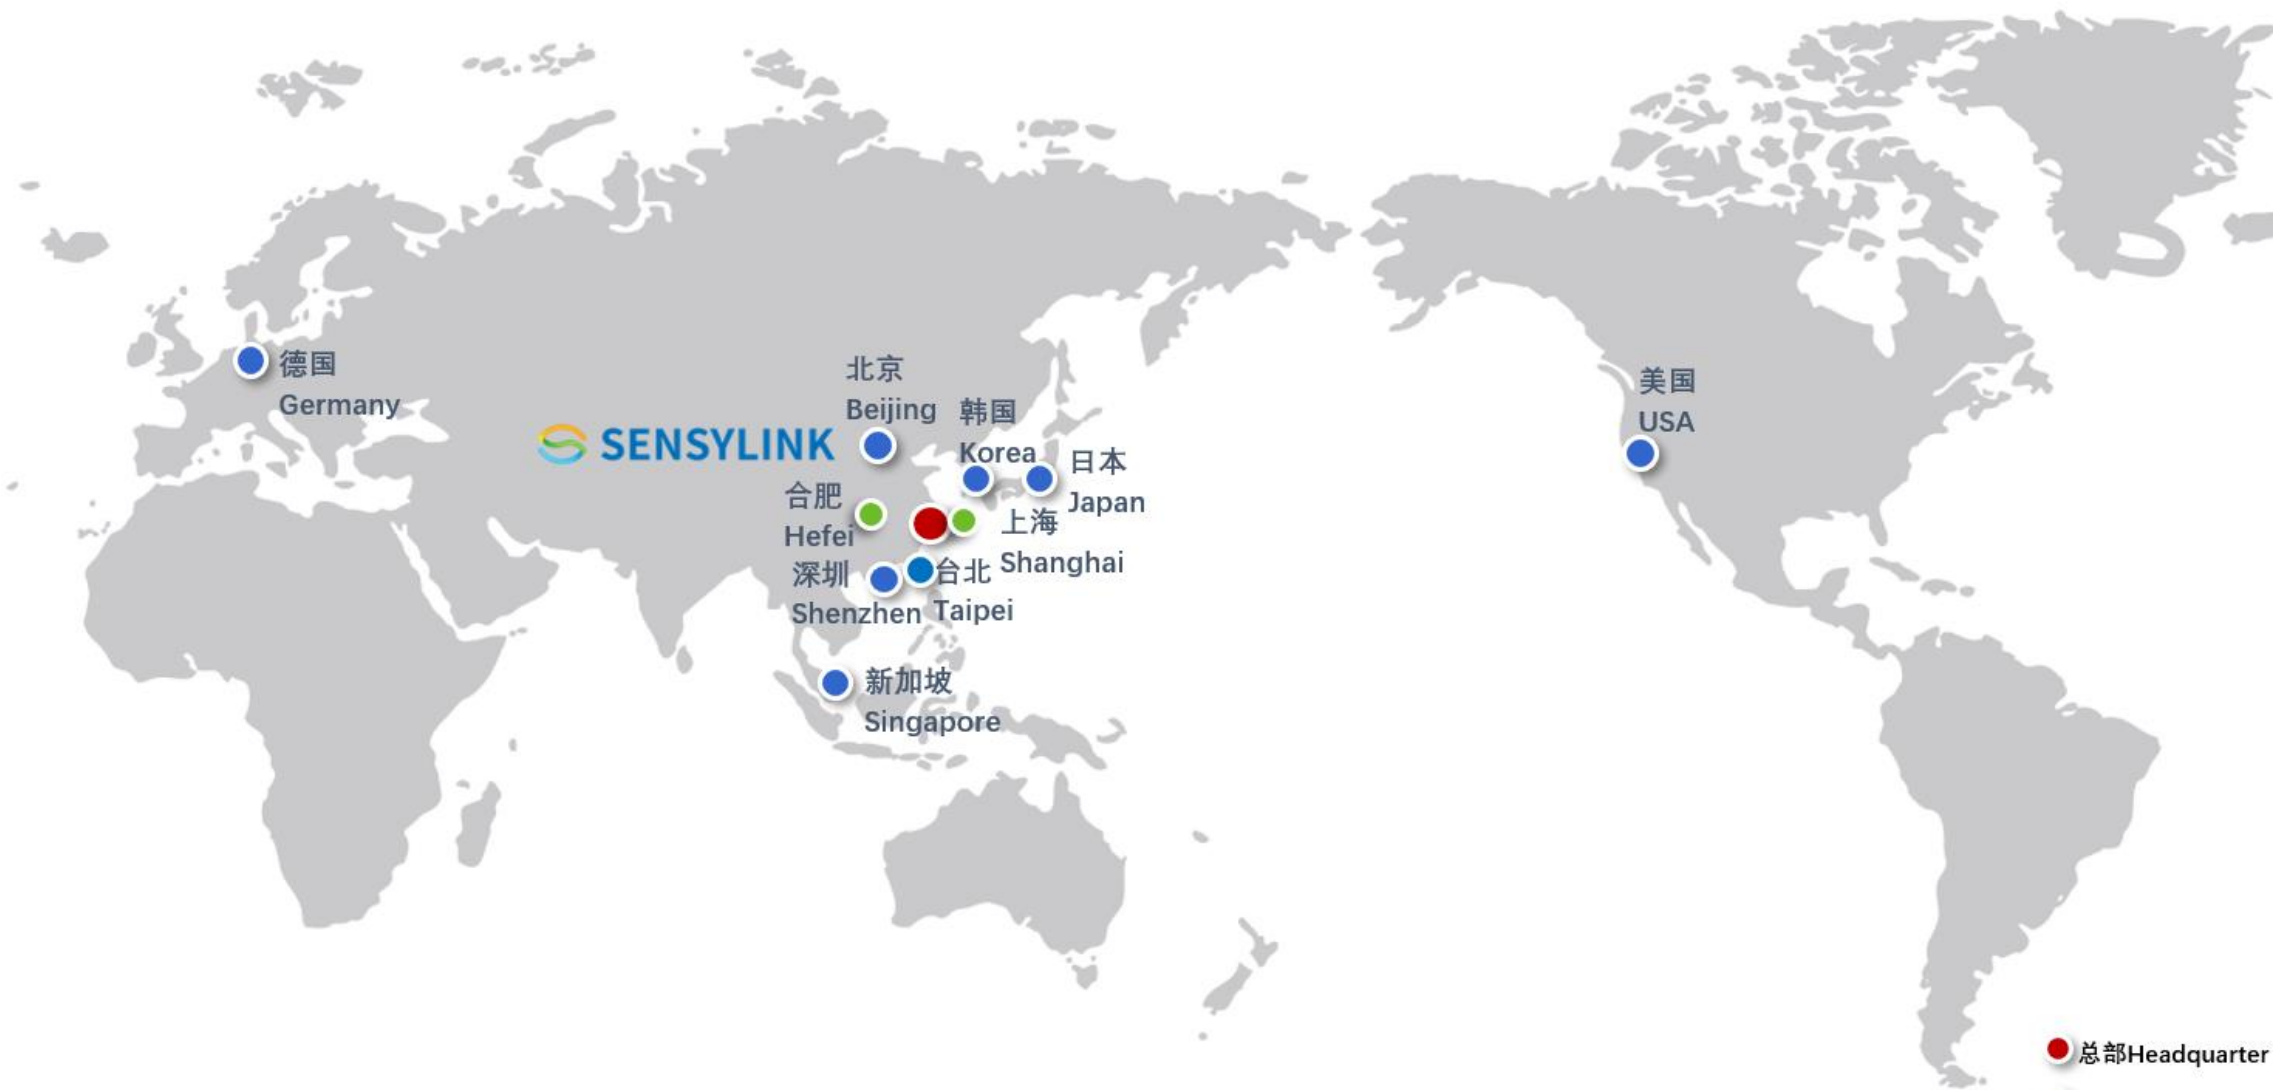 德国
Germany
SENSYLINK
北京
Beijing
韩国
Korea
日本
Japan
合肥
Hefei
上海
Shanghai
深圳
Shenzhen
台北
Taipei
新加坡
Singapore
美国
USA
总部Headquarter